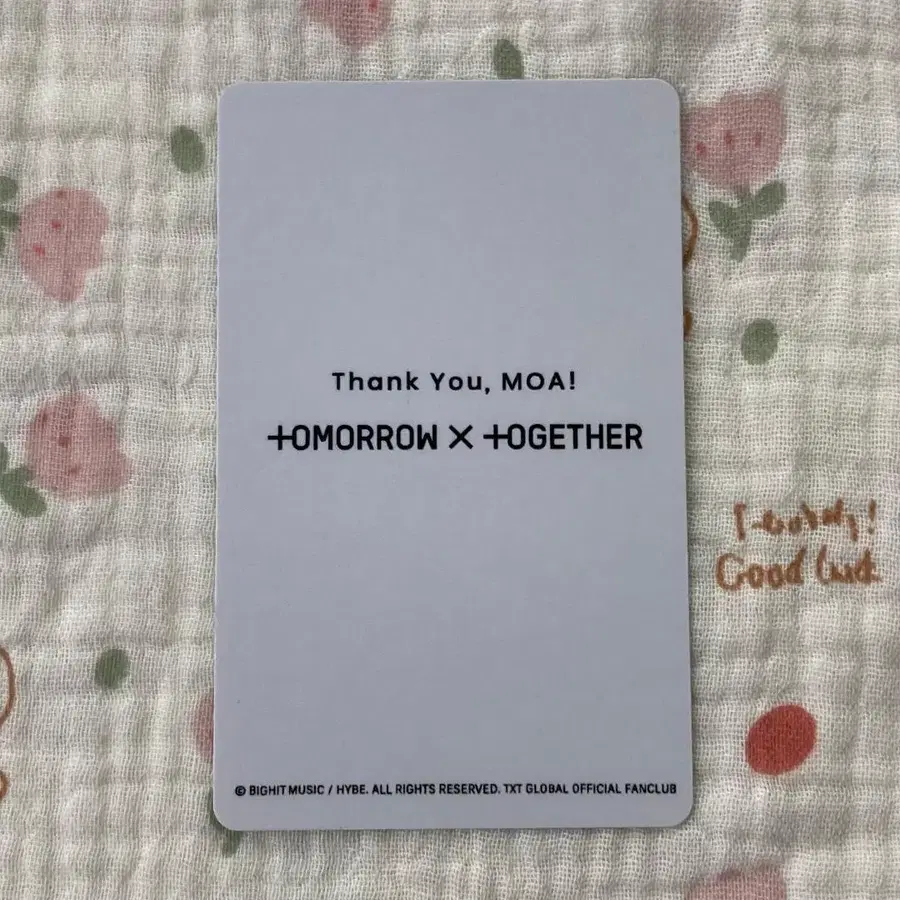 Thank You, MOA!
TOMORROW X TOGETHER
© BIGHIT MUSIC / HYBE. ALL RIGHTS RESERVED. TXT GLOBAL OFFICIAL FANCLUB
Good Luck